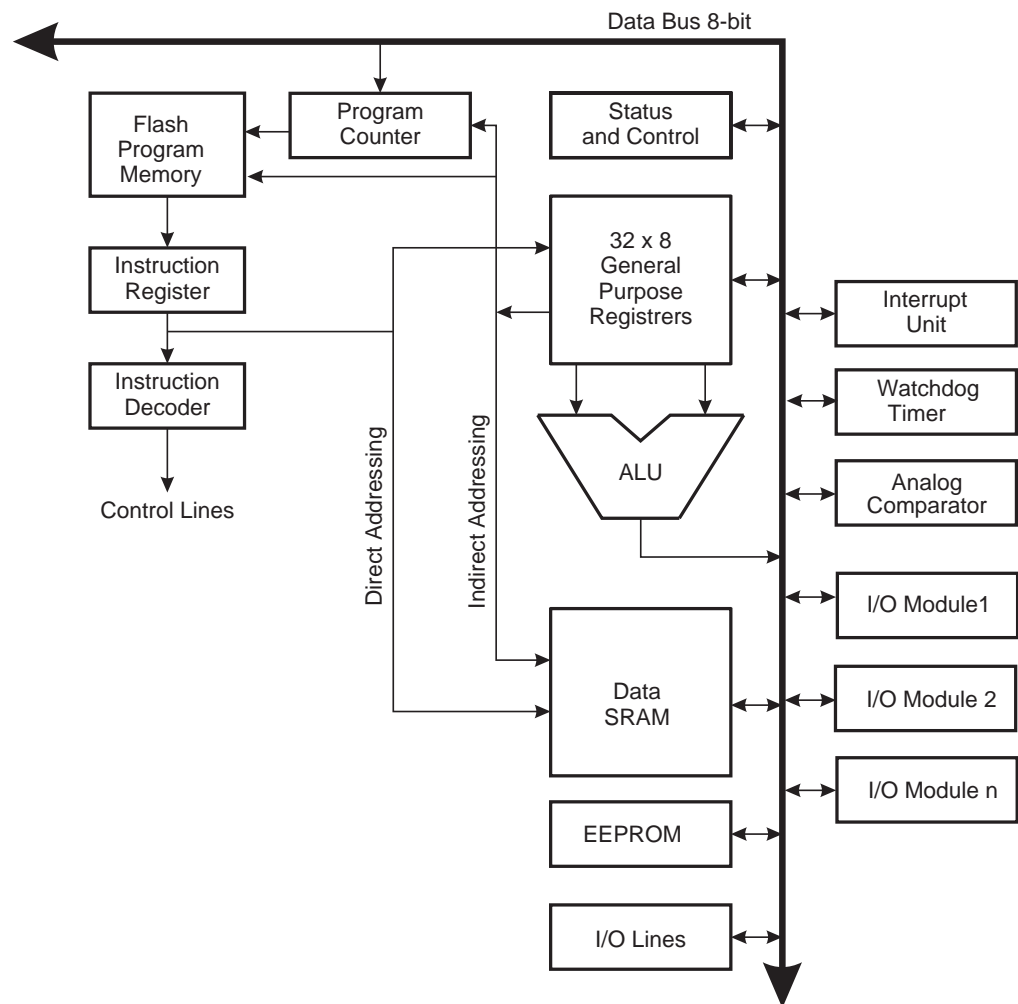 Data Bus 8-bit
Flash
Program
Memory
Program
Counter
Status
and Control
32 x 8
General
Purpose
Registrers
Instruction
Register
Interrupt
Unit
Instruction
Decoder
Watchdog
Timer
ALU
Analog
Comparator
Control Lines
Direct Addressing
Indirect Addressing
I/O Module1
Data
SRAM
I/O Module 2
I/O Module n
EEPROM
I/O Lines